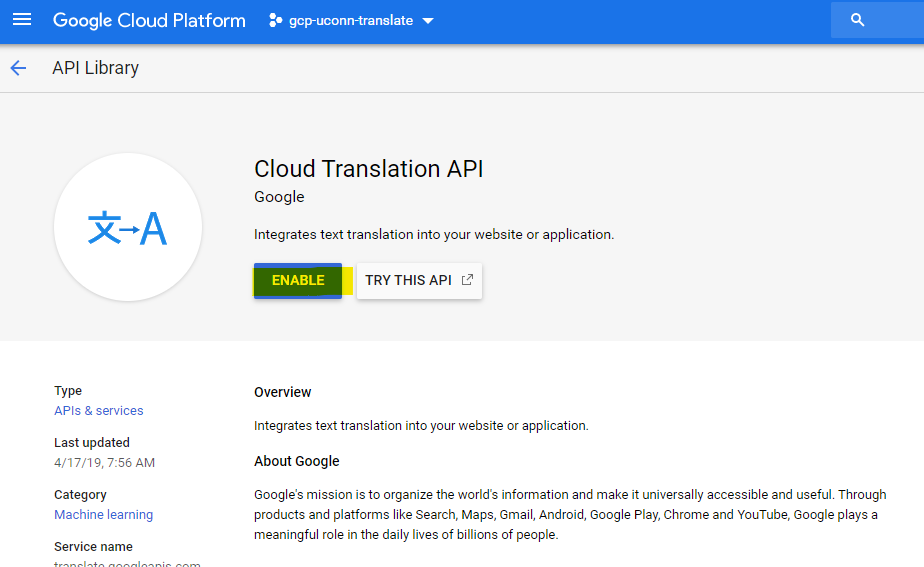 Google Cloud Platform
gcp-uconn-translate
API Library
文→A
Cloud Translation API
Google
Integrates text translation into your website or application.
ENABLE
TRY THIS API
Type
APIs & services
Last updated
4/17/19, 7:56 AM
Category
Machine learning
Service name
translate.googleapis.com
Overview
Integrates text translation into your website or application.
About Google
Google's mission is to organize the world's information and make it universally accessible and useful. Through
products and platforms like Search, Maps, Gmail, Android, Google Play, Chrome and YouTube, Google plays a
meaningful role in the daily lives of billions of people.